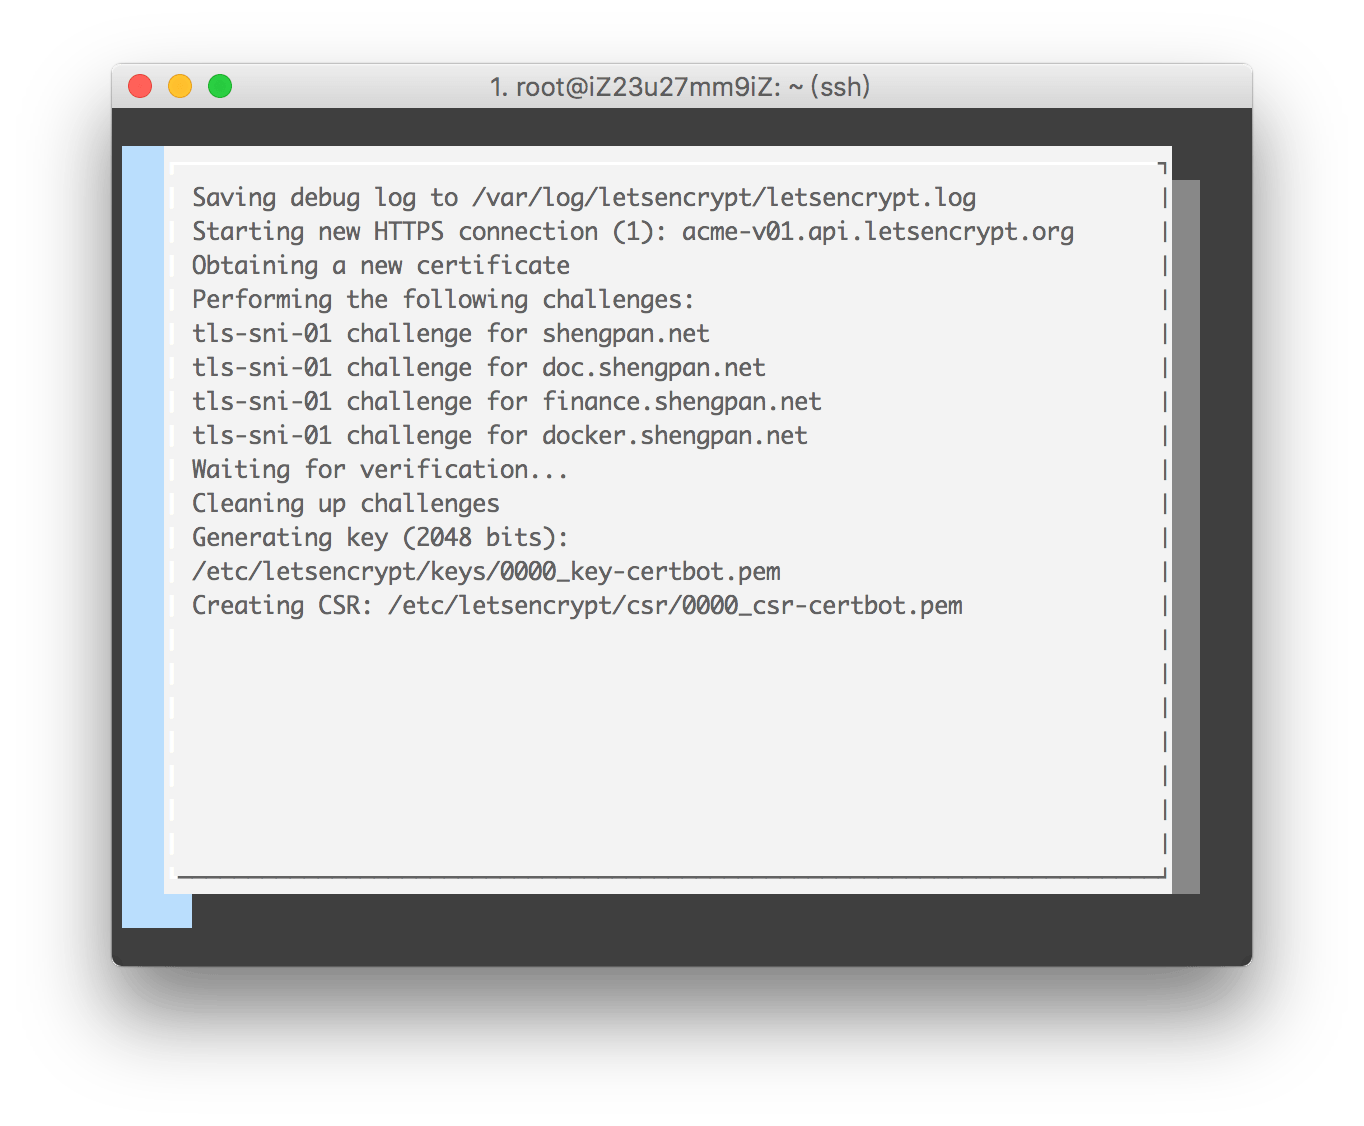 1. root@iZ23u27mm9iZ: ~ (ssh)
Saving debug log to /var/log/letsencrypt/letsencrypt.log
Starting new HTTPS connection (1): acme-v01.api.letsencrypt.org
Obtaining a new certificate
Performing the following challenges:
tls-sni-01 challenge for shengpan.net
tls-sni-01 challenge for doc.shengpan.net
tls-sni-01 challenge for finance.shengpan.net
tls-sni-01 challenge for docker.shengpan.net
Waiting for verification...
Cleaning up challenges
Generating key (2048 bits):
/etc/letsencrypt/keys/0000_key-certbot.pem
Creating CSR: /etc/letsencrypt/csr/0000_csr-certbot.pem